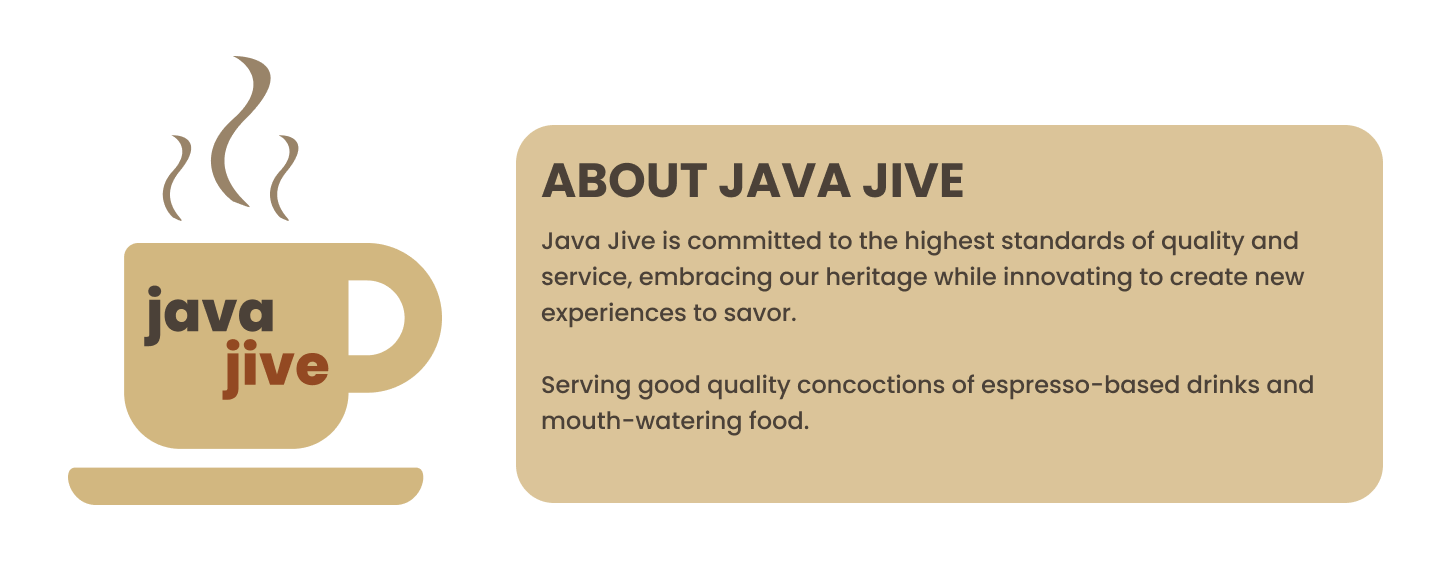 java
jive
ABOUT JAVA JIVE
Java Jive is committed to the highest standards of quality and
service, embracing our heritage while innovating to create new
experiences to savor.
Serving good quality concoctions of espresso-based drinks and
mouth-watering food.